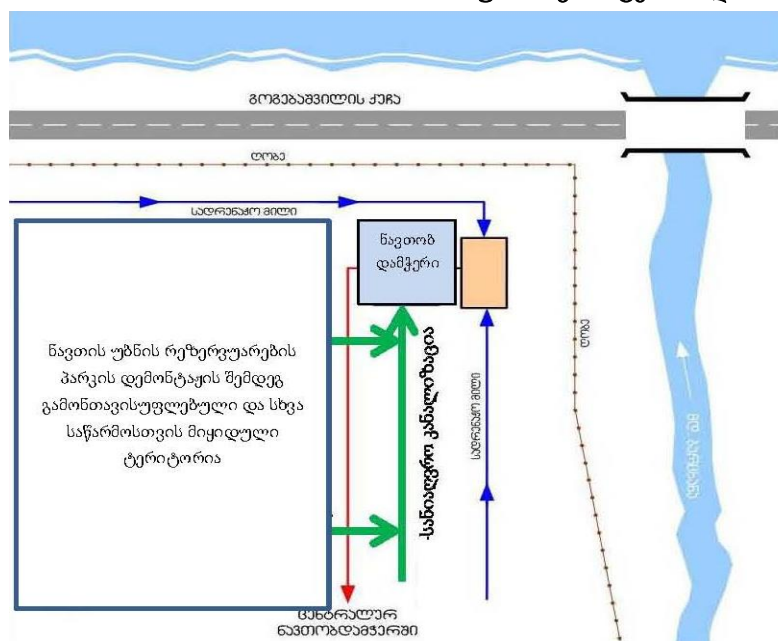 გოგებაშვილის ქუჩა
ღობე
სადრენაჟო მილი
ნავთობ
დამჭერი
ნავთის უბნის რეზერვუარების
პარკის დემონტაჟის შემდეგ
გამონთავისუფლებული და სხვა
საწარმოსთვის მიყიდული
ტერიტორია
-სანიაღვრო კანალიზაცია
სადრენაჟო მილი
ღობე
ცენტრალურ
ნავთობდამჭერში